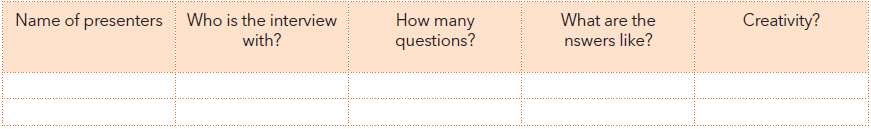 Name of presenters
Who is the interview
with?
How many
questions?
What are the
nswers like?
Creativity?